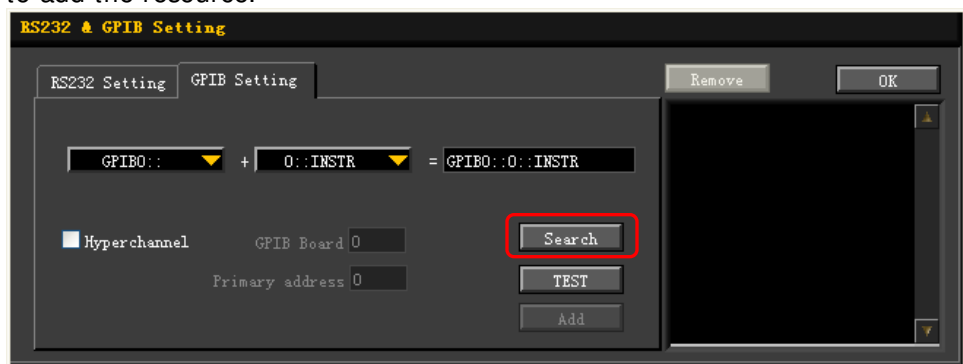 to add the resource.
RS232 & GPIB Setting
RS232 Setting GPIB Setting Remove OK
GPIB0:: + 0::INSTR = GPIB0::0::INSTR
Hyperchannel GPIB Board 0 Search
Primary address 0 TEST
Add